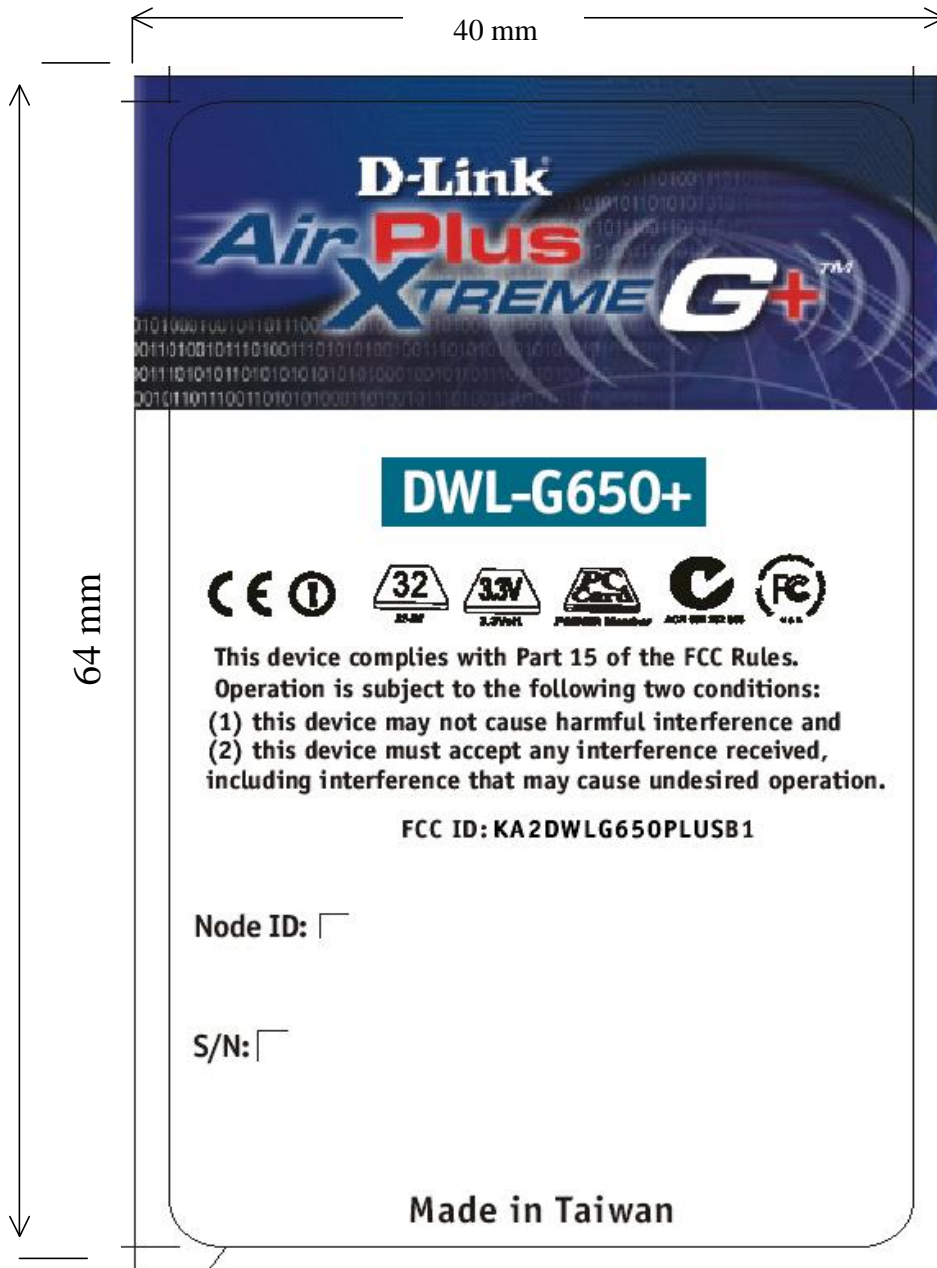 40 mm
64 mm
D-Link
Air Plus
XTREME G+™
DWL-G650+
CE
32
3.3V
PC Card
FC
This device complies with Part 15 of the FCC Rules.
Operation is subject to the following two conditions:
(1) this device may not cause harmful interference and
(2) this device must accept any interference received,
including interference that may cause undesired operation.
FCC ID: KA2DWLG650PLUSB1
Node ID:
S/N:
Made in Taiwan